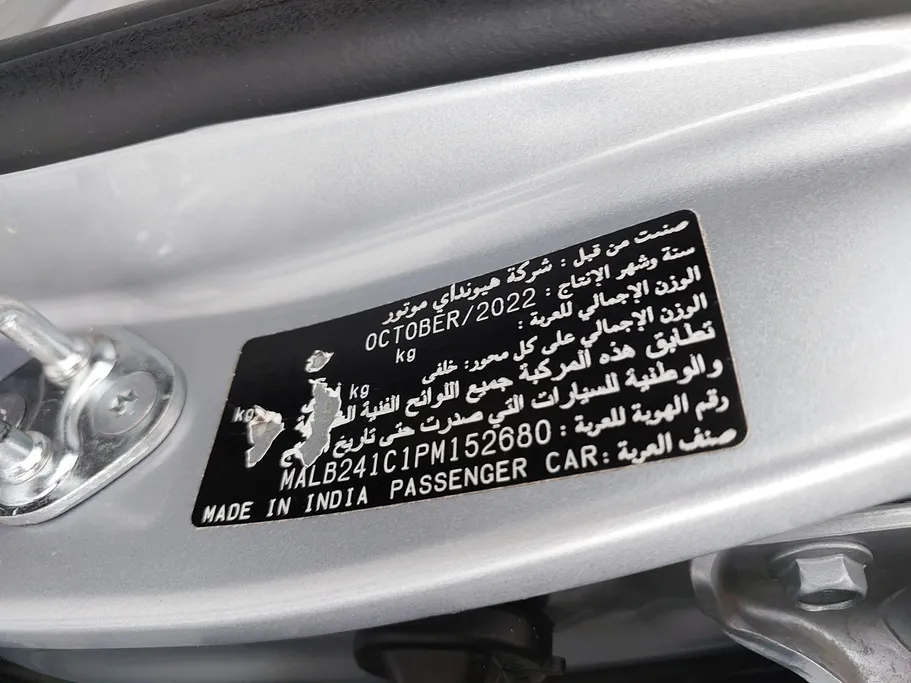 صنعت من قبل : شركة هيونداي موتور
سنة وشهر الإنتاج : OCTOBER/2022
الوزن الإجمالي للعربة : kg
الوزن الإجمالي على كل محور: خلفي kg kg
تطابق هذه المركبة جميع اللوائح الفنية
والوطنية للسيارات التي صدرت حتى تاريخ
رقم الهوية للعربة : MALB241C1PM152680
صنف العربة : PASSENGER CAR MADE IN INDIA